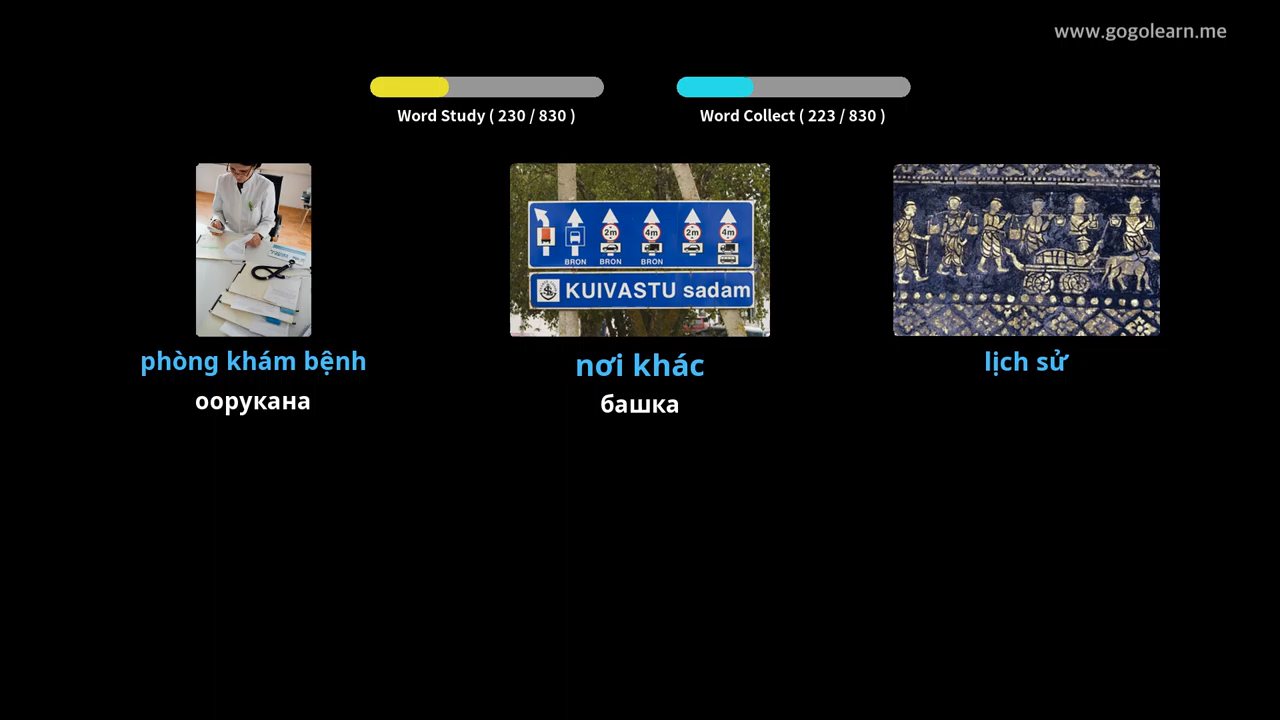 www.gogolearn.me
Word Study ( 230 / 830 )
Word Collect ( 223 / 830 )
2m
4m
2m
4m
BRON
BRON
BRON
KUIVASTU sadam
phòng khám bệnh
nơi khác
lịch sử
оорукана
башка